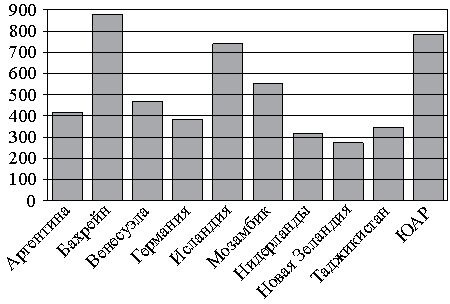 900
800
700
600
500
400
300
200
100
0
Аргентина
Бахрейн
Венесуэла
Германия
Исландия
Мозамбик
Нидерланды
Новая Зеландия
Таджикистан
ЮАР